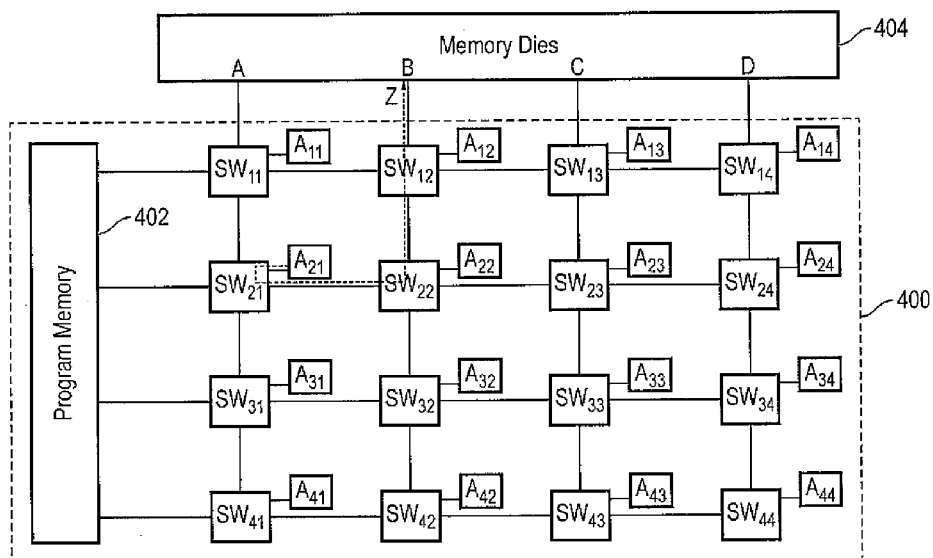 Memory Dies
404
A B C D
Z
A11 A12 A13 A14
SW11 SW12 SW13 SW14
402
A21 A22 A23 A24
SW21 SW22 SW23 SW24
400
Program Memory
A31 A32 A33 A34
SW31 SW32 SW33 SW34
A41 A42 A43 A44
SW41 SW42 SW43 SW44